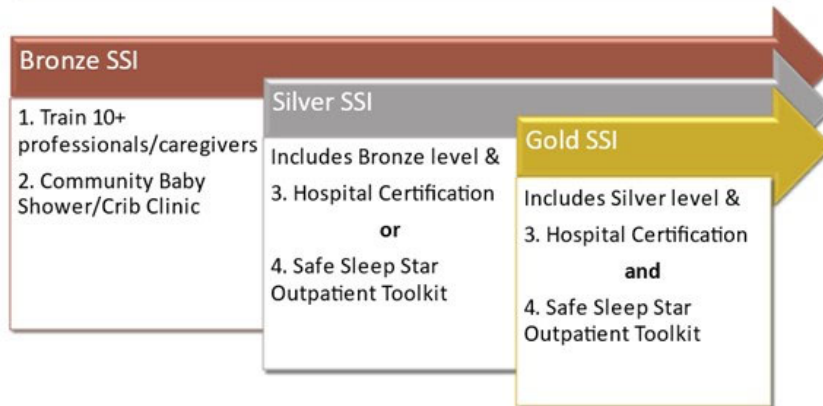 Bronze SSI
1. Train 10+
professionals/caregivers
2. Community Baby
Shower/Crib Clinic
Silver SSI
Includes Bronze level &
3. Hospital Certification
or
4. Safe Sleep Star
Outpatient Toolkit
Gold SSI
Includes Silver level &
3. Hospital Certification
and
4. Safe Sleep Star
Outpatient Toolkit